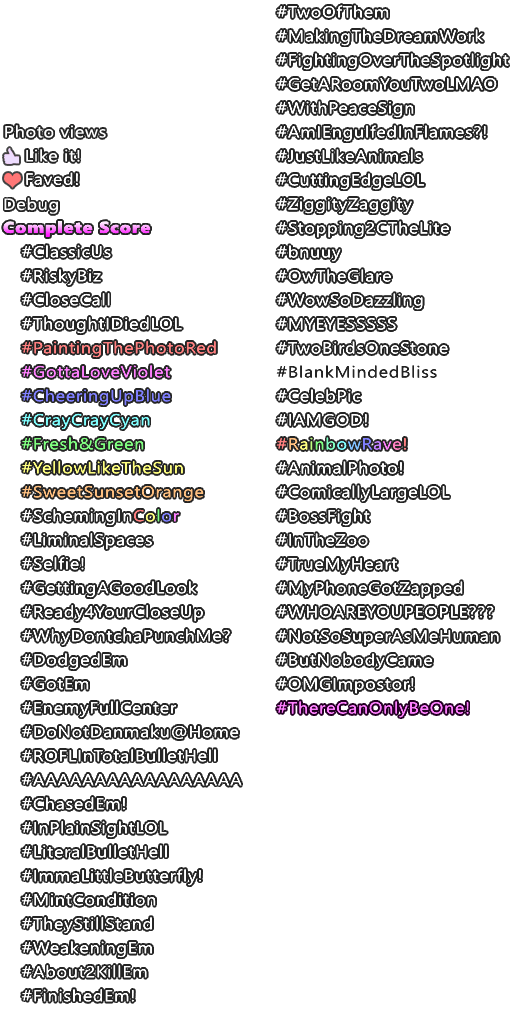 Photo views
Like it!
Faved!
Debug
Complete Score
#ClassicUs
#RiskyBiz
#CloseCall
#ThoughtIDiedLOL
#PaintingThePhotoRed
#GottaLoveViolet
#CheeringUpBlue
#CrayCrayCyan
#Fresh&Green
#YellowLikeTheSun
#SweetSunsetOrange
#SchemingInColor
#LiminalSpaces
#Selfie!
#GettingAGoodLook
#Ready4YourCloseUp
#WhyDontchaPunchMe?
#DodgedEm
#GotEm
#EnemyFullCenter
#DoNotDanmaku@Home
#ROFLInTotalBulletHell
#AAAAAAAAAAAAAAAAA
#ChasedEm!
#InPlainSightLOL
#LiteralBulletHell
#ImmaLittleButterfly!
#MintCondition
#TheyStillStand
#WeakeningEm
#About2KillEm
#FinishedEm!
#TwoOfThem
#MakingTheDreamWork
#FightingOverTheSpotlight
#GetARoomYouTwoLMAO
#WithPeaceSign
#AmIEngulfedInFlames?!
#JustLikeAnimals
#CuttingEdgeLOL
#ZiggityZaggity
#Stopping2CTheLite
#bnuuy
#OwTheGlare
#WowSoDazzling
#MYEYESSSSS
#TwoBirdsOneStone
#BlankMindedBliss
#CelebPic
#IAMGOD!
#RainbowRave!
#AnimalPhoto!
#ComicallyLargeLOL
#BossFight
#InTheZoo
#TrueMyHeart
#MyPhoneGotZapped
#WHOAREYOUPEOPLE???
#NotSoSuperAsMeHuman
#ButNobodyCame
#OMGImpostor!
#ThereCanOnlyBeOne!